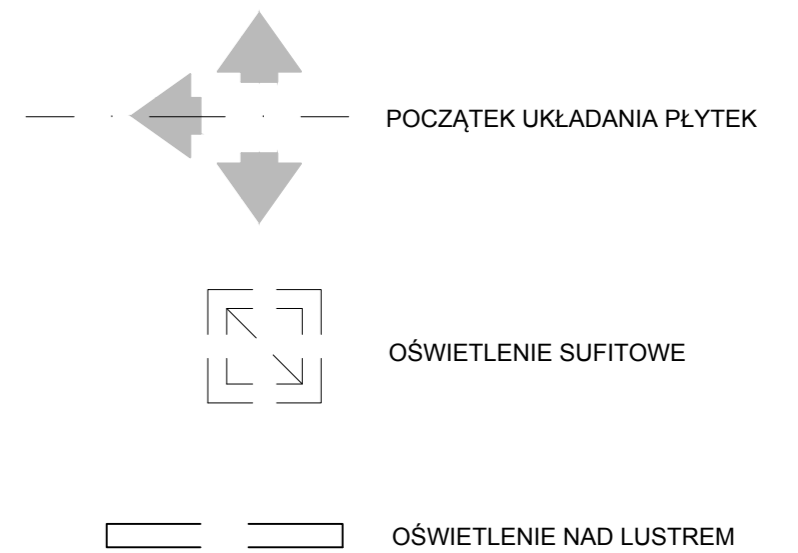 POCZĄTEK UKŁADANIA PŁYTEK
OŚWIETLENIE SUFITOWE
OŚWIETLENIE NAD LUSTREM